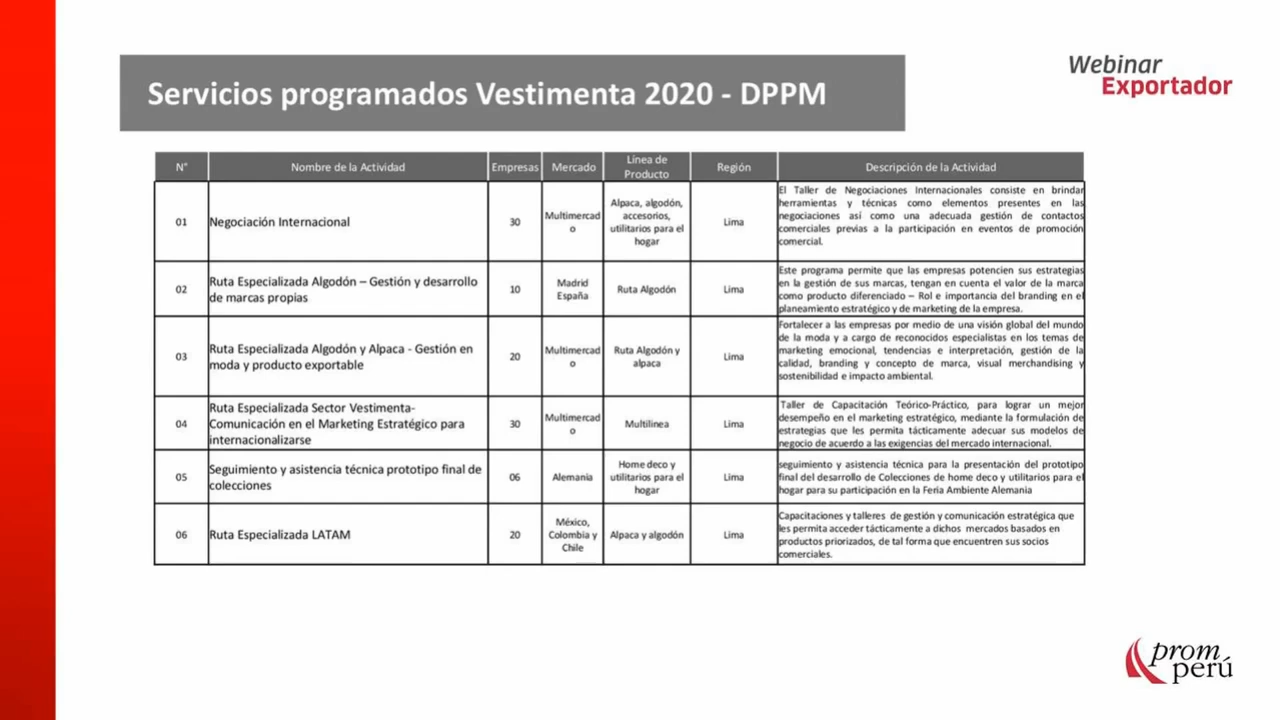 Servicios programados Vestimenta 2020 - DPPM
Webinar
Exportador
N° Nombre de la Actividad Empresas Mercado Línea de Producto Región Descripción de la Actividad
01
Negociación Internacional
30
Multimercad
o
Alpaca, algodón,
accesorios,
utilitarios para el
hogar
Lima
El Taller de Negociaciones Internacionales consiste en brindar
herramientas y técnicas como elementos presentes en las
negociaciones así como una adecuada gestión de contactos
comerciales previas a la participación en eventos de promoción
comercial.
02
Ruta Especializada Algodón – Gestión y desarrollo
de marcas propias
10
Madrid
España
Ruta Algodón
Lima
Este programa permite que las empresas potencien sus estrategias
en la gestión de sus marcas, tengan en cuenta el valor de la marca
como producto diferenciado – Rol e importancia del branding en el
planeamiento estratégico y de marketing de la empresa.
03
Ruta Especializada Algodón y Alpaca - Gestión en
moda y producto exportable
20
Multimercad
o
Ruta Algodón y
alpaca
Lima
Fortalecer a las empresas por medio de una visión global del mundo
de la moda y a cargo de reconocidos especialistas en los temas de
marketing emocional, tendencias e interpretación, gestión de la
calidad, branding y concepto de marca, visual merchandising y
sostenibilidad e impacto ambiental.
04
Ruta Especializada Sector Vestimenta-
Comunicación en el Marketing Estratégico para
internacionalizarse
30
Multimercad
o
Multilinea
Lima
Taller de Capacitación Teórico-Práctico, para lograr un mejor
desempeño en el marketing estratégico, mediante la formulación de
estrategias que les permita tácticamente adecuar sus modelos de
negocio de acuerdo a las exigencias del mercado internacional.
05
Seguimiento y asistencia técnica prototipo final de
colecciones
06
Alemania
Home deco y
utilitarios para el
hogar
Lima
seguimiento y asistencia técnica para la presentación del prototipo
final del desarrollo de Colecciones de home deco y utilitarios para el
hogar para su participación en la Feria Ambiente Alemania
06
Ruta Especializada LATAM
20
México,
Colombia y
Chile
Alpaca y algodón
Lima
Capacitaciones y talleres de gestión y comunicación estratégica que
les permita acceder tácticamente a dichos mercados basados en
productos priorizados, de tal forma que encuentren sus socios
comerciales.
prom
perú